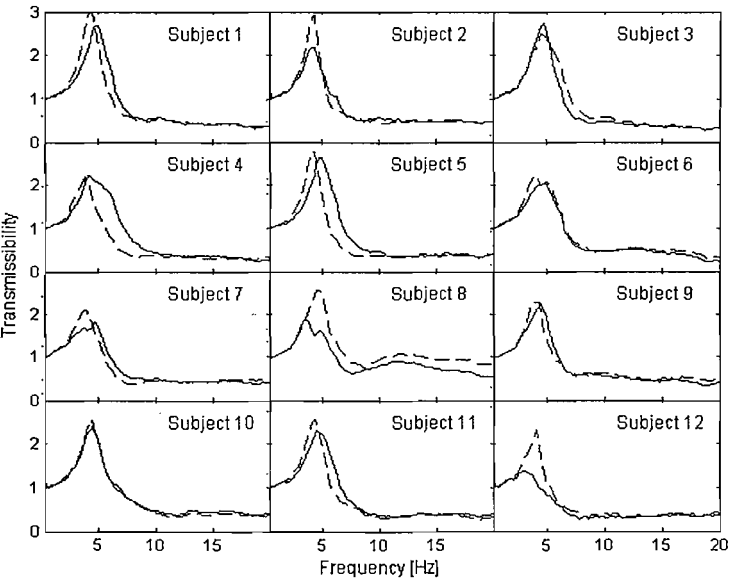 3
Subject 1
Subject 2
Subject 3
2
1
0
Subject 4
Subject 5
Subject 6
2
1
0
Transmissibility
Subject 7
Subject 8
Subject 9
2
1
0
Subject 10
Subject 11
Subject 12
2
1
0
5 10 15 5 10 15 5 10 15 20
Frequency [Hz]